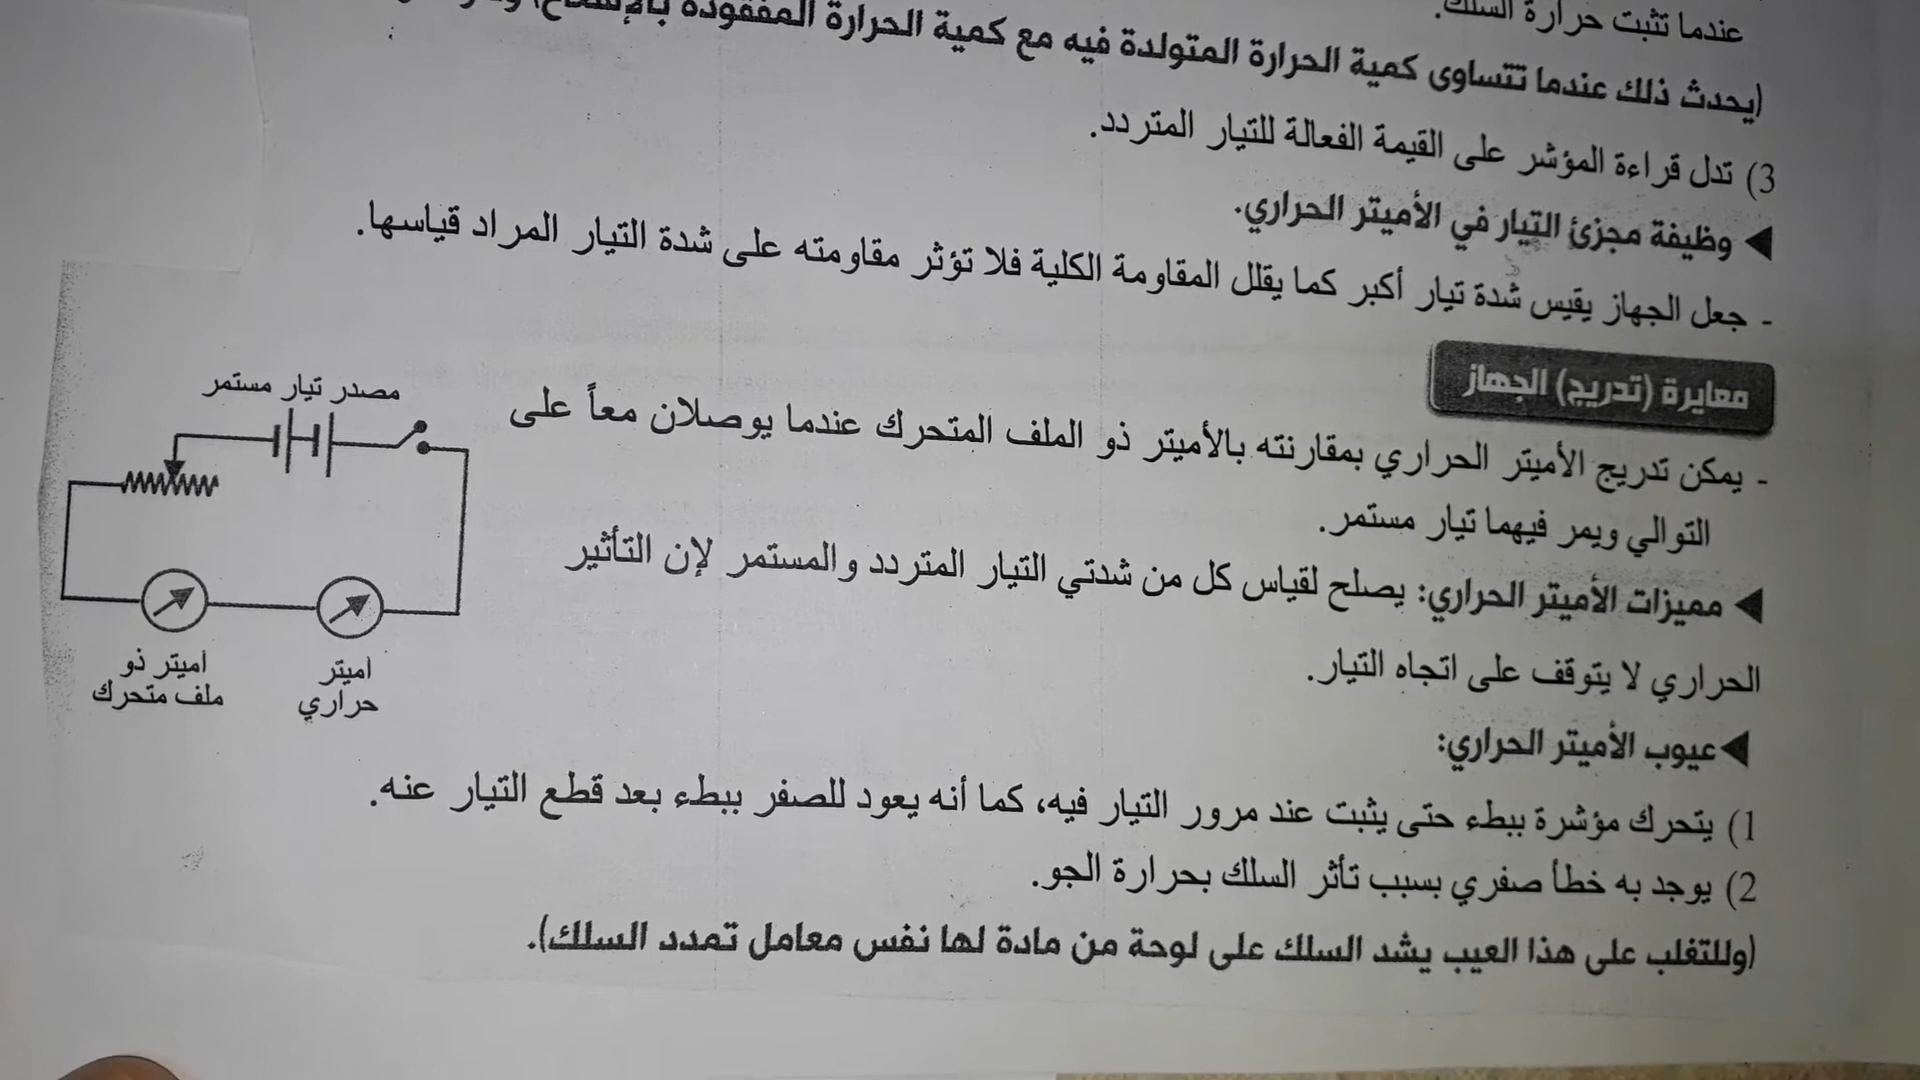 عندما تثبت حرارة السلك.
(يحدث ذلك عندما تتساوى كمية الحرارة المتولدة فيه مع كمية الحرارة المفقودة بالإشعاع)
3) تدل قراءة المؤشر على القيمة الفعالة للتيار المتردد.
وظيفة مجزئ التيار في الأميتر الحراري.
- جعل الجهاز يقيس شدة تيار أكبر كما يقلل المقاومة الكلية فلا تؤثر مقاومته على شدة التيار المراد قياسها.
معايرة (تدريج) الجهاز
- يمكن تدريج الأميتر الحراري بمقارنته بالأميتر ذو الملف المتحرك عندما يوصلان معاً على
التوالي ويمر فيهما تيار مستمر.
مميزات الأميتر الحراري: يصلح لقياس كل من شدتي التيار المتردد والمستمر لإن التأثير
الحراري لا يتوقف على اتجاه التيار.
عيوب الأميتر الحراري:
1) يتحرك مؤشرة ببطء حتى يثبت عند مرور التيار فيه، كما أنه يعود للصفر ببطء بعد قطع التيار عنه.
2) يوجد به خطأ صفري بسبب تأثر السلك بحرارة الجو.
(وللتغلب على هذا العيب يشد السلك على لوحة من مادة لها نفس معامل تمدد السلك).
مصدر تيار مستمر
اميتر
حراري
اميتر ذو
ملف متحرك